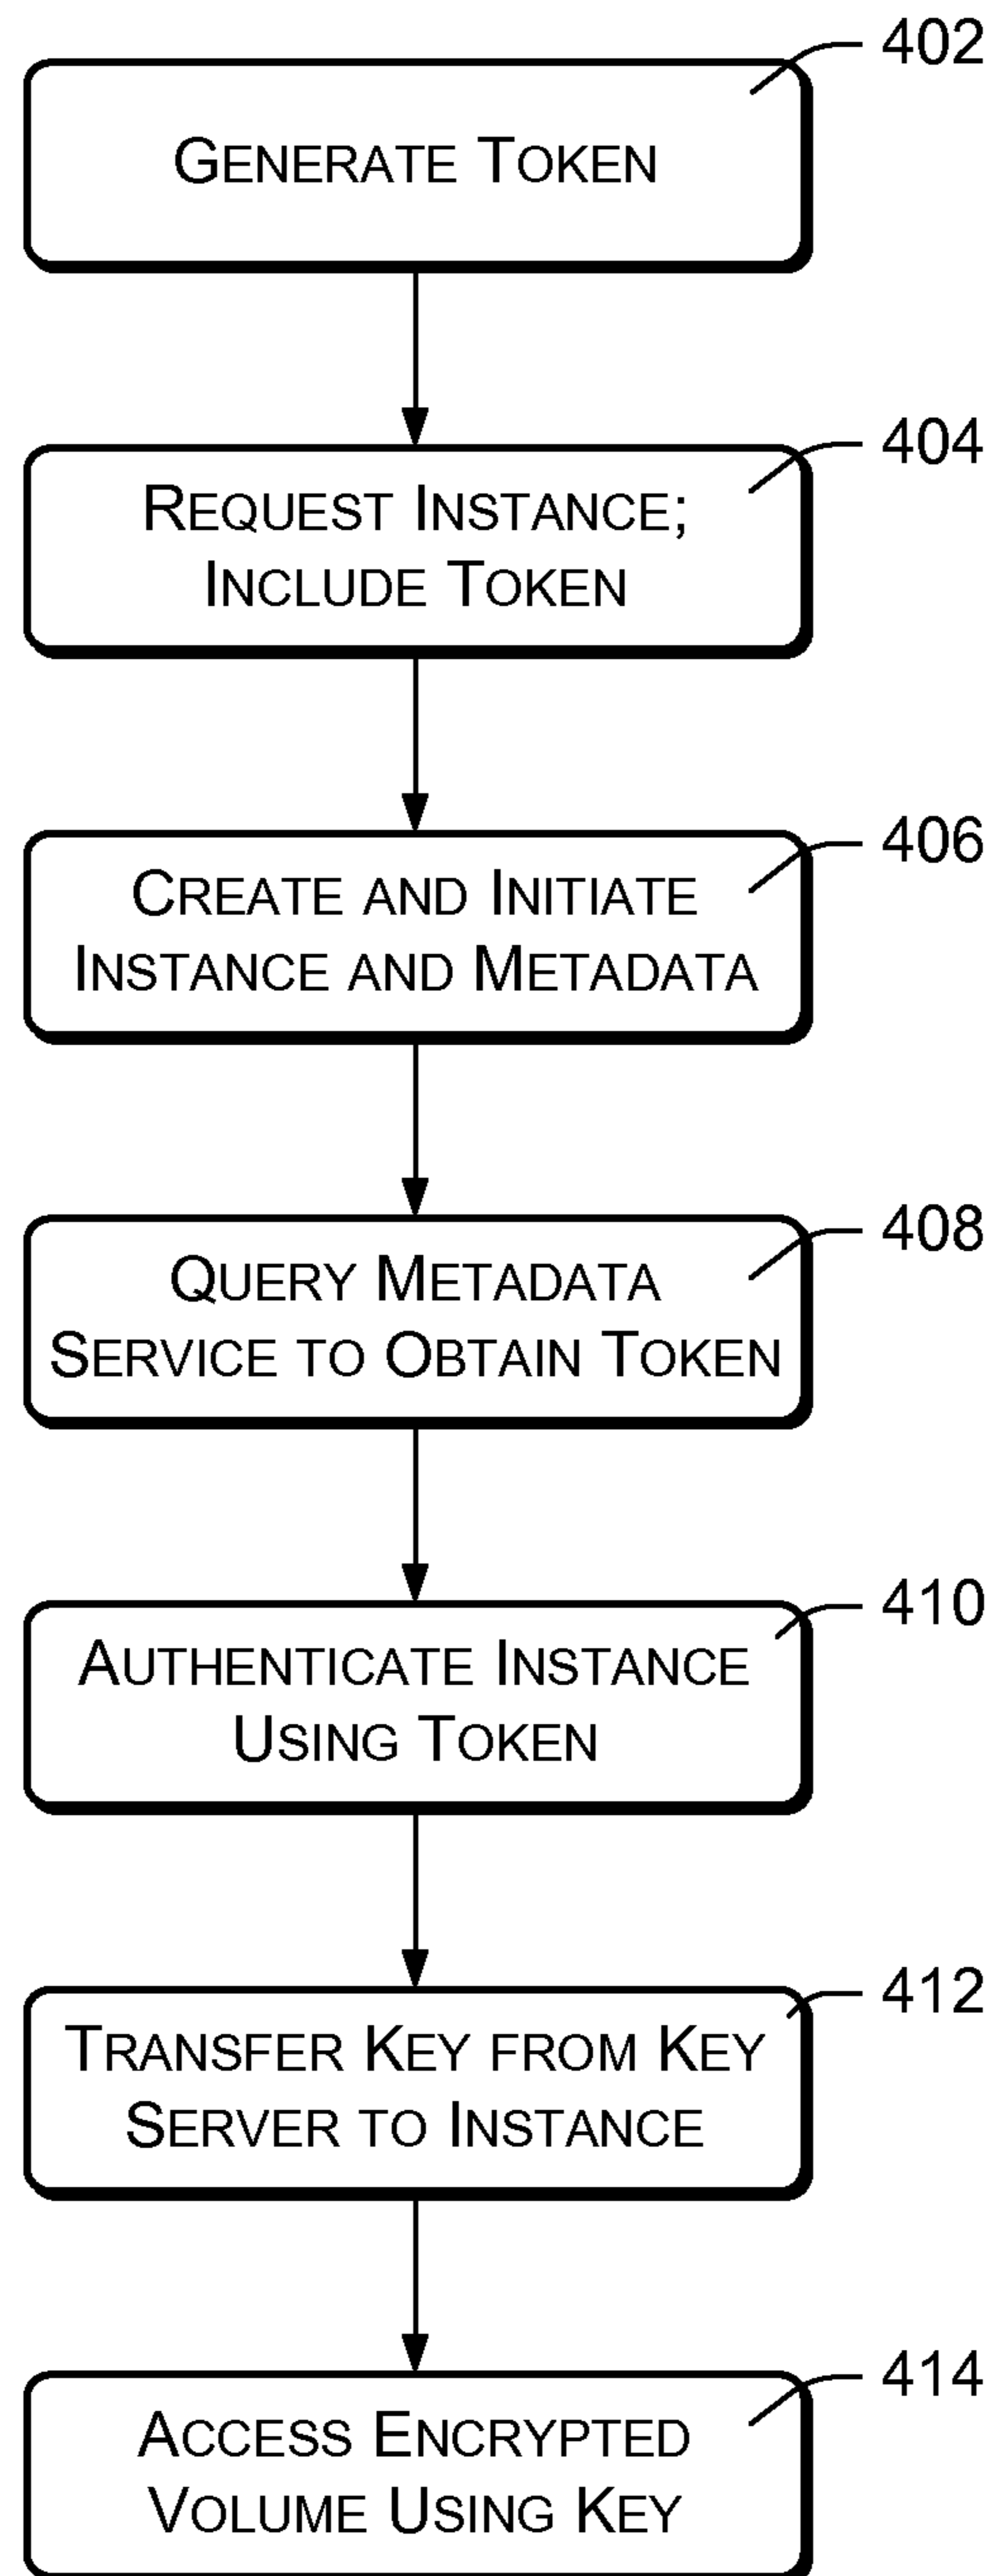 402
GENERATE TOKEN
404
REQUEST INSTANCE;
INCLUDE TOKEN
406
CREATE AND INITIATE
INSTANCE AND METADATA
408
QUERY METADATA
SERVICE TO OBTAIN TOKEN
410
AUTHENTICATE INSTANCE
USING TOKEN
412
TRANSFER KEY FROM KEY
SERVER TO INSTANCE
414
ACCESS ENCRYPTED
VOLUME USING KEY